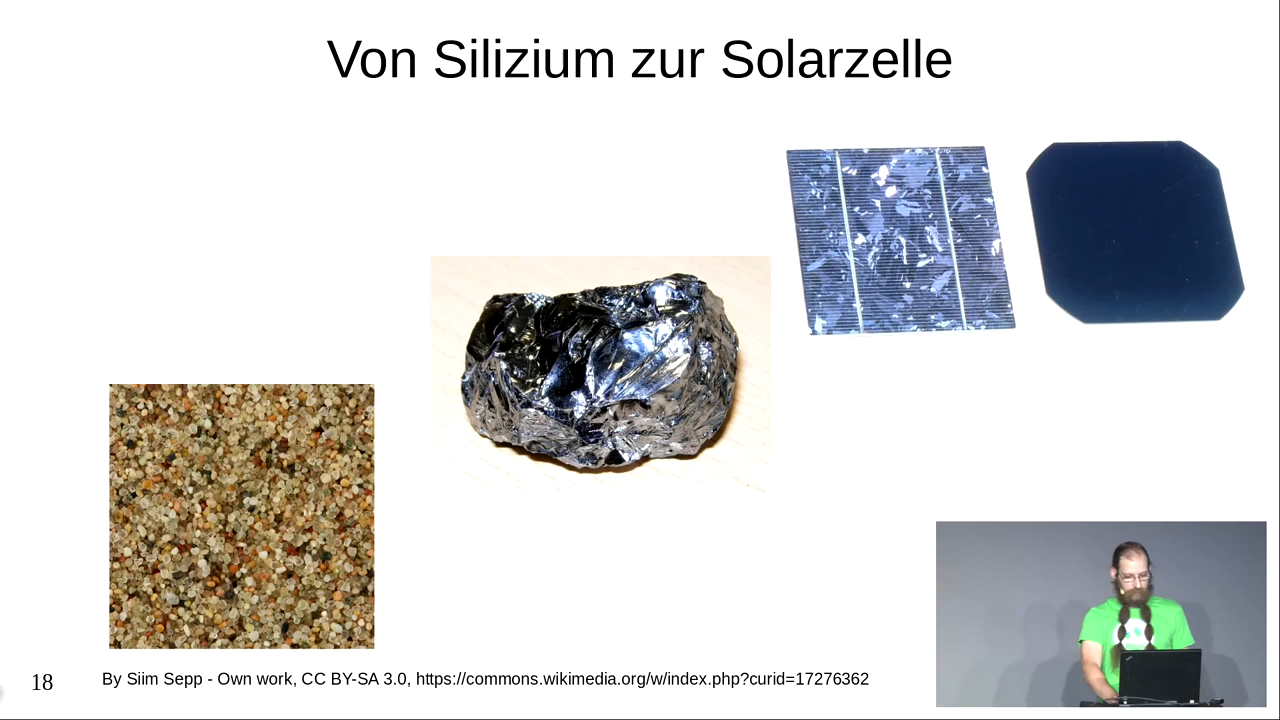 Von Silizium zur Solarzelle
18
By Siim Sepp - Own work, CC BY-SA 3.0, https://commons.wikimedia.org/w/index.php?curid=17276362